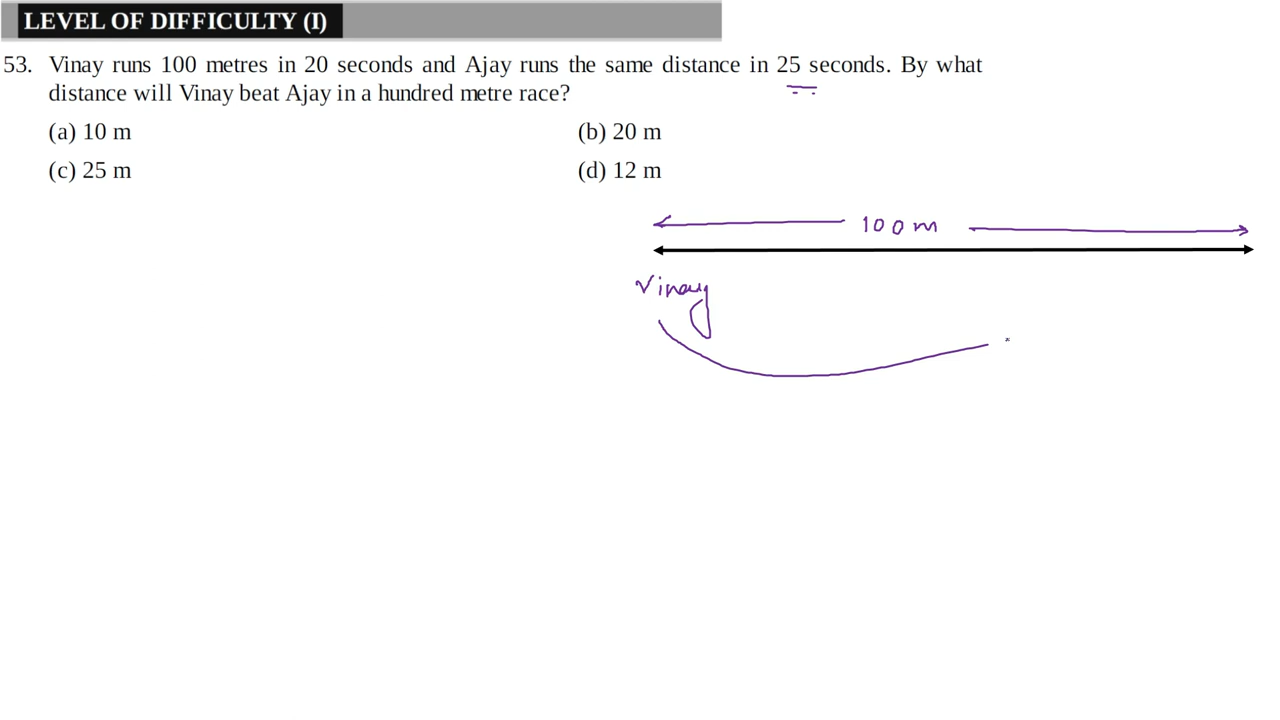 LEVEL OF DIFFICULTY (I)
53. Vinay runs 100 metres in 20 seconds and Ajay runs the same distance in 25 seconds. By what
distance will Vinay beat Ajay in a hundred metre race?
(a) 10 m
(b) 20 m
(c) 25 m
(d) 12 m
100m
Vinay